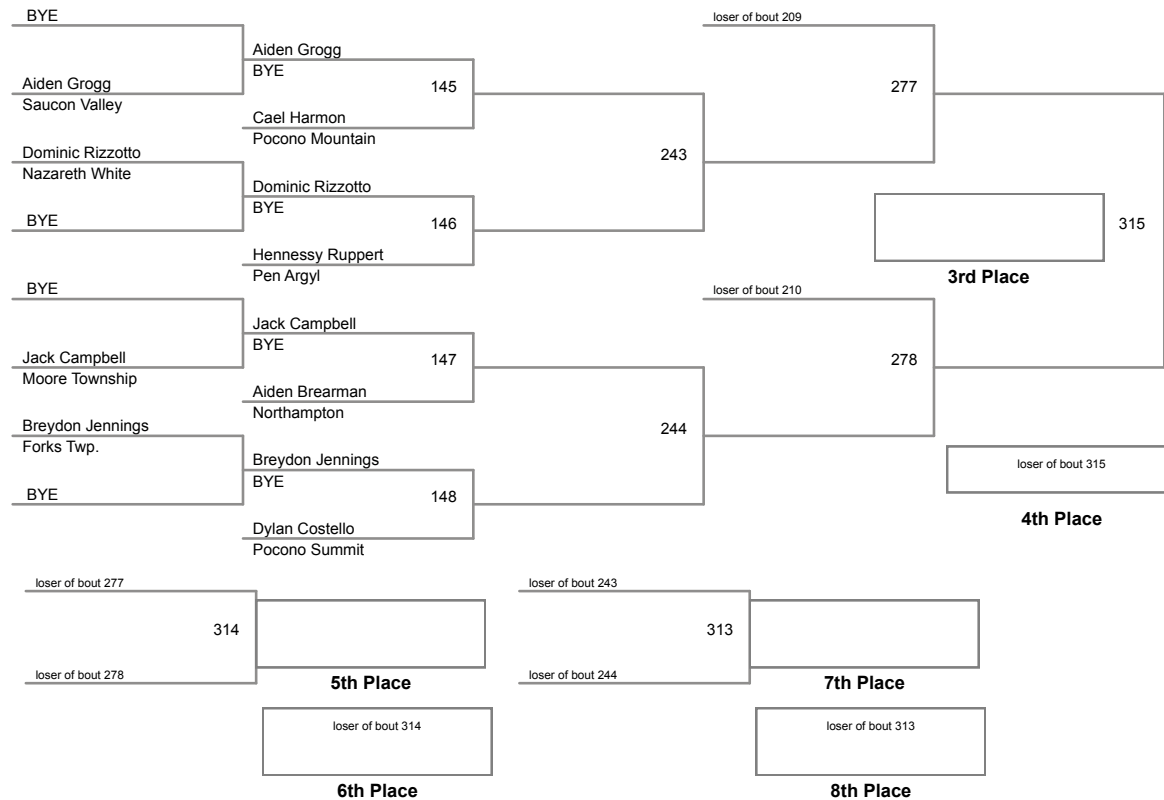 BYE
Aiden Grogg
Saucon Valley
Dominic Rizzotto
Nazareth White
BYE
BYE
Jack Campbell
Moore Township
Breydon Jennings
Forks Twp.
BYE
Aiden Grogg
BYE
145
Cael Harmon
Pocono Mountain
Dominic Rizzotto
BYE
146
Hennessy Ruppert
Pen Argyl
Jack Campbell
BYE
147
Aiden Brearman
Northampton
Breydon Jennings
BYE
148
Dylan Costello
Pocono Summit
243
244
loser of bout 209
277
loser of bout 210
278
315
3rd Place
loser of bout 315
4th Place
loser of bout 277
314
loser of bout 278
5th Place
loser of bout 314
6th Place
loser of bout 243
313
loser of bout 244
7th Place
loser of bout 313
8th Place